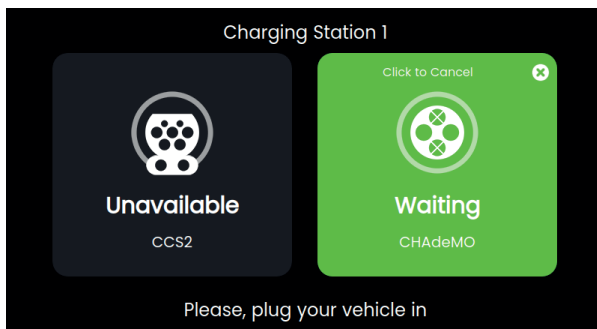 Charging Station 1
Click to Cancel
Unavailable
CCS2
Waiting
CHAdeMO
Please, plug your vehicle in